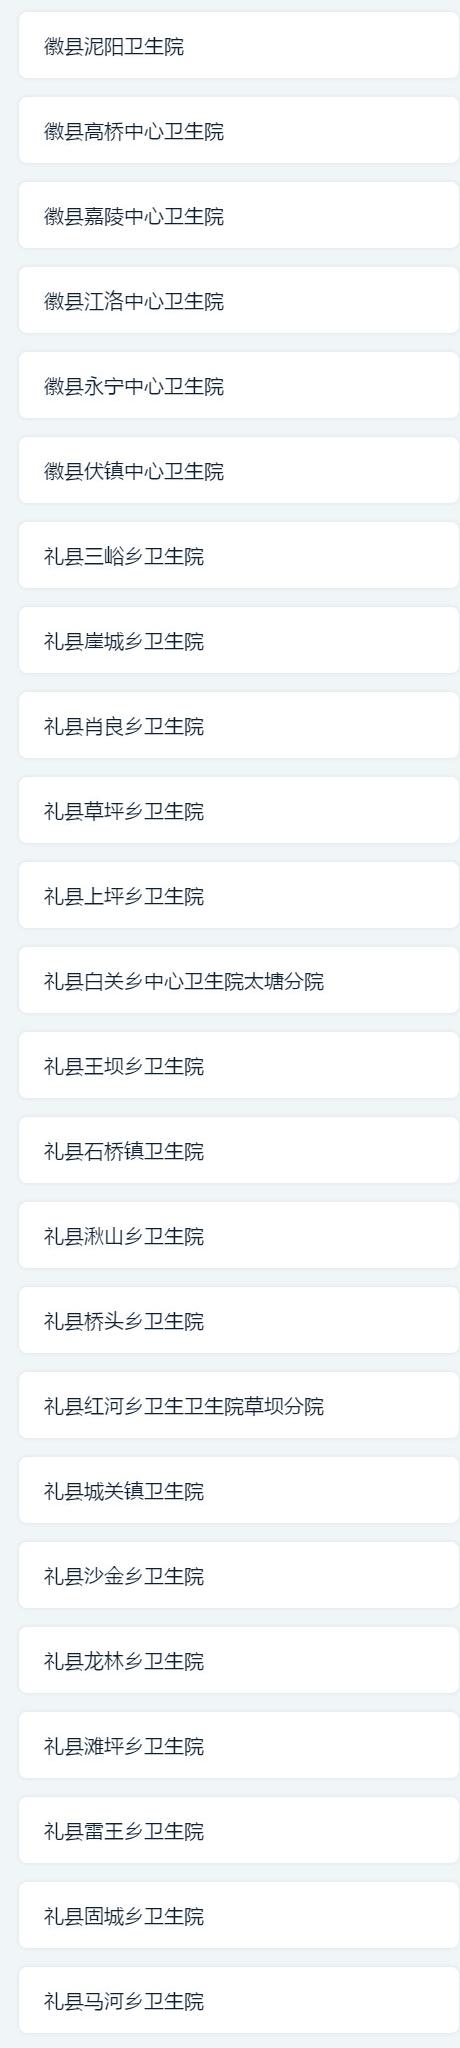 徽县泥阳卫生院
徽县高桥中心卫生院
徽县嘉陵中心卫生院
徽县江洛中心卫生院
徽县永宁中心卫生院
徽县伏镇中心卫生院
礼县三峪乡卫生院
礼县崖城乡卫生院
礼县肖良乡卫生院
礼县草坪乡卫生院
礼县上坪乡卫生院
礼县白关乡中心卫生院太塘分院
礼县王坝乡卫生院
礼县石桥镇卫生院
礼县湫山乡卫生院
礼县桥头乡卫生院
礼县红河乡卫生卫生院草坝分院
礼县城关镇卫生院
礼县沙金乡卫生院
礼县龙林乡卫生院
礼县滩坪乡卫生院
礼县雷王乡卫生院
礼县固城乡卫生院
礼县马河乡卫生院